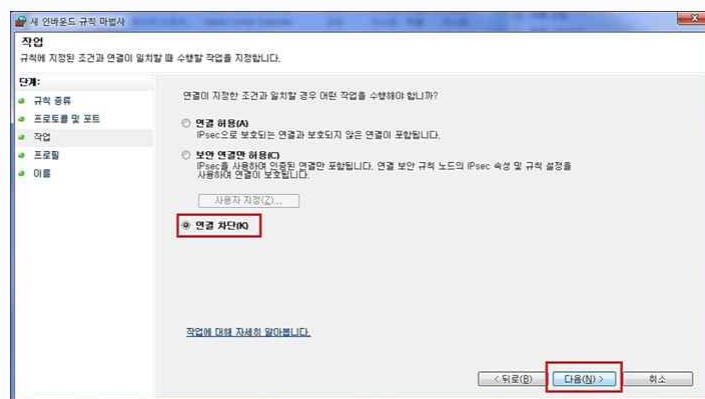 새 인바운드 규칙 마법사
작업
규칙에 지정된 조건과 연결이 일치할 때 수행할 작업을 지정합니다.
단계:
규칙 종류
프로토콜 및 포트
작업
프로필
이름
연결이 지정한 조건과 일치할 경우 어떤 작업을 수행해야 합니까?
연결 허용(A)
IPsec으로 보호되는 연결과 보호되지 않은 연결이 포함됩니다.
보안 연결만 허용(C)
IPsec를 사용하여 인증된 연결만 포함됩니다. 연결 보안 규칙 노드의 IPsec 속성 및 규칙 설정을
사용하여 연결이 보호됩니다.
사용자 지정(Z)...
연결 차단(K)
작업에 대해 자세히 알아봅니다.
< 뒤로(B)
다음(N) >
취소